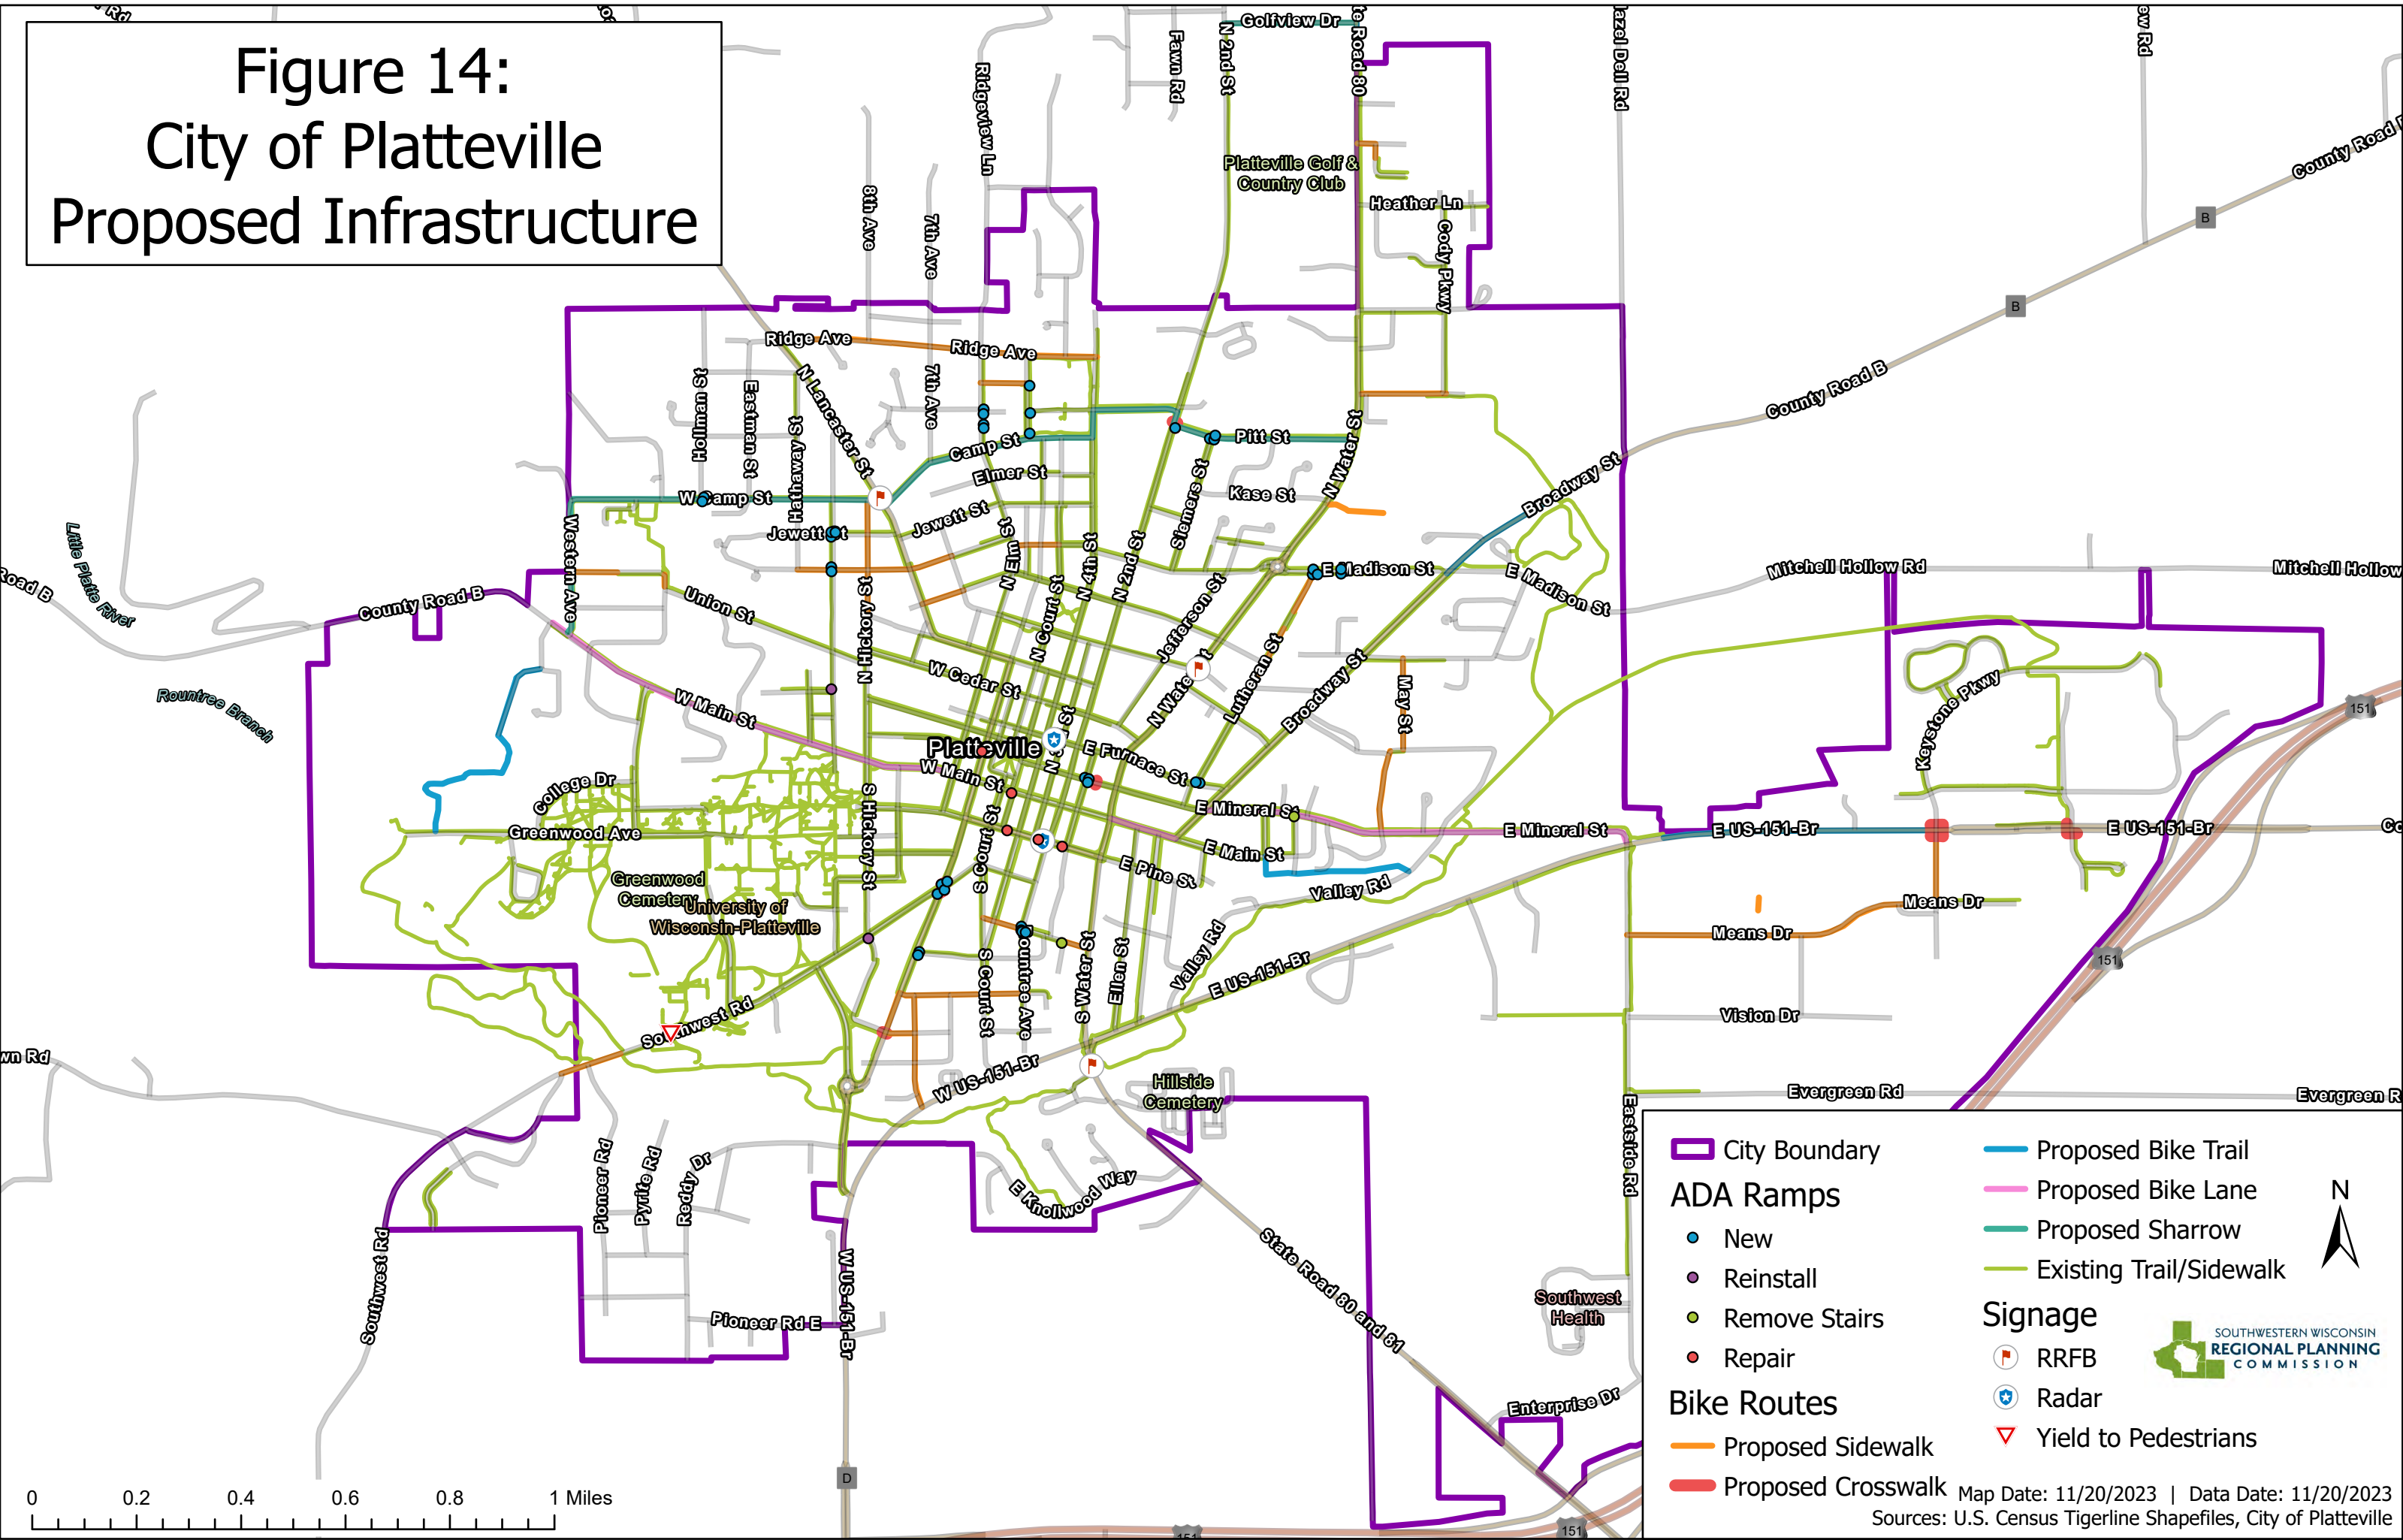 Figure 14:
City of Platteville
Proposed Infrastructure
Golfview Dr
N 2nd St
Fawn Rd
Ridgeview Ln
Platteville Golf &
Country Club
Heather Ln
Cody Pkwy
8th Ave
7th Ave
County Road B
B
B
County Road B
Ridge Ave
Ridge Ave
7th Ave
N Lancaster St
Hollman St
Eastman St
Hathaway St
Camp St
Elmer St
Pitt St
N Water St
Kase St
Siemers St
Broadway St
W Camp St
Jewett St
Jewett St
Western Ave
Little Platte River
Road B
County Road B
Union St
N Hickory St
N Elm St
N 4th St
N 2nd St
N Court St
Jefferson St
E Madison St
E Madison St
Mitchell Hollow Rd
Mitchell Hollow
Rountree Branch
W Main St
W Cedar St
N Water St
Lutheran St
Broadway St
May St
Keystone Pkwy
151
Platteville
W Main St
E Furnace St
College Dr
Greenwood Ave
S Hickory St
S Court St
E Mineral St
E Mineral St
E US-151-Br
E US-151-Br
E Main St
E Pine St
Valley Rd
Greenwood
Cemetery
University of
Wisconsin-Platteville
Means Dr
Means Dr
151
S Court St
Rountree Ave
S Water St
Ellen St
Valley Rd
E US-151-Br
Vision Dr
Southwest Rd
W US-151-Br
Hillside
Cemetery
Evergreen Rd
Evergreen R
Eastside Rd
Pioneer Rd
Pyrite Rd
Reddy Dr
E Knollwood Way
Southwest Rd
W US-151-Br
State Road 80 and 81
Southwest
Health
Pioneer Rd E
Enterprise Dr
D
151
151
0 0.2 0.4 0.6 0.8 1 Miles
City Boundary
ADA Ramps
New
Reinstall
Remove Stairs
Repair
Bike Routes
Proposed Sidewalk
Proposed Crosswalk
Proposed Bike Trail
Proposed Bike Lane
Proposed Sharrow
Existing Trail/Sidewalk
Signage
RRFB
Radar
Yield to Pedestrians
N
SOUTHWESTERN WISCONSIN
REGIONAL PLANNING
COMMISSION
Map Date: 11/20/2023 | Data Date: 11/20/2023
Sources: U.S. Census Tigerline Shapefiles, City of Platteville